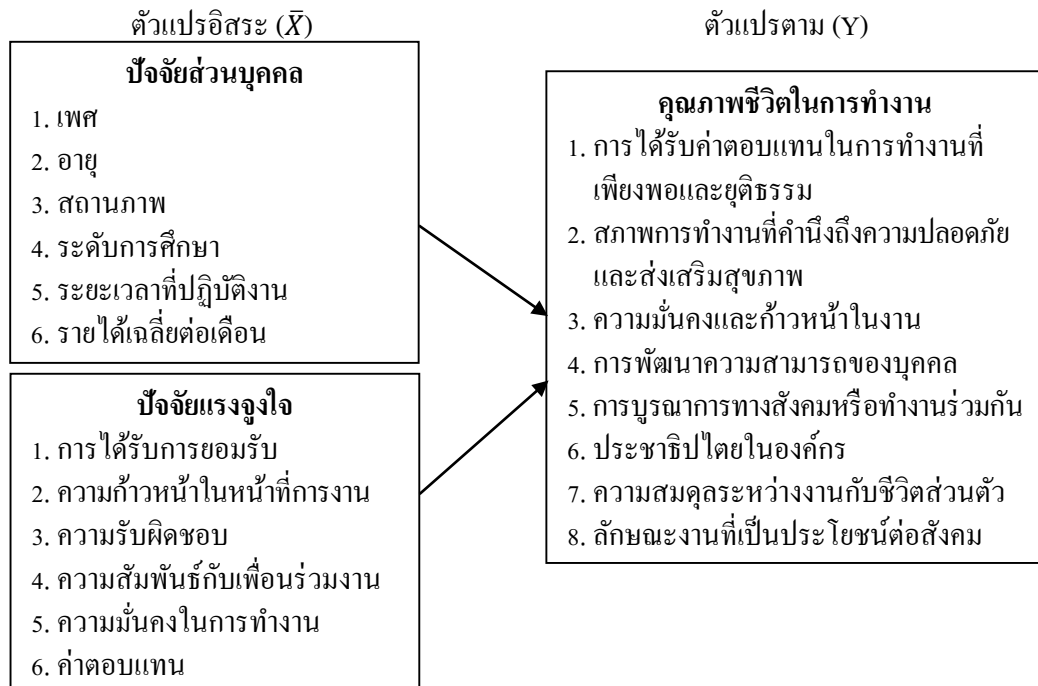 ตัวแปรอิสระ (X̄)
ปัจจัยส่วนบุคคล
1. เพศ
2. อายุ
3. สถานภาพ
4. ระดับการศึกษา
5. ระยะเวลาที่ปฏิบัติงาน
6. รายได้เฉลี่ยต่อเดือน
ปัจจัยแรงจูงใจ
1. การได้รับการยอมรับ
2. ความก้าวหน้าในหน้าที่การงาน
3. ความรับผิดชอบ
4. ความสัมพันธ์กับเพื่อนร่วมงาน
5. ความมั่นคงในการทำงาน
6. ค่าตอบแทน
ตัวแปรตาม (Y)
คุณภาพชีวิตในการทำงาน
1. การได้รับค่าตอบแทนในการทำงานที่
เพียงพอและยุติธรรม
2. สภาพการทำงานที่คำนึงถึงความปลอดภัย
และส่งเสริมสุขภาพ
3. ความมั่นคงและก้าวหน้าในงาน
4. การพัฒนาความสามารถของบุคคล
5. การบูรณาการทางสังคมหรือทำงานร่วมกัน
6. ประชาธิปไตยในองค์กร
7. ความสมดุลระหว่างงานกับชีวิตส่วนตัว
8. ลักษณะงานที่เป็นประโยชน์ต่อสังคม